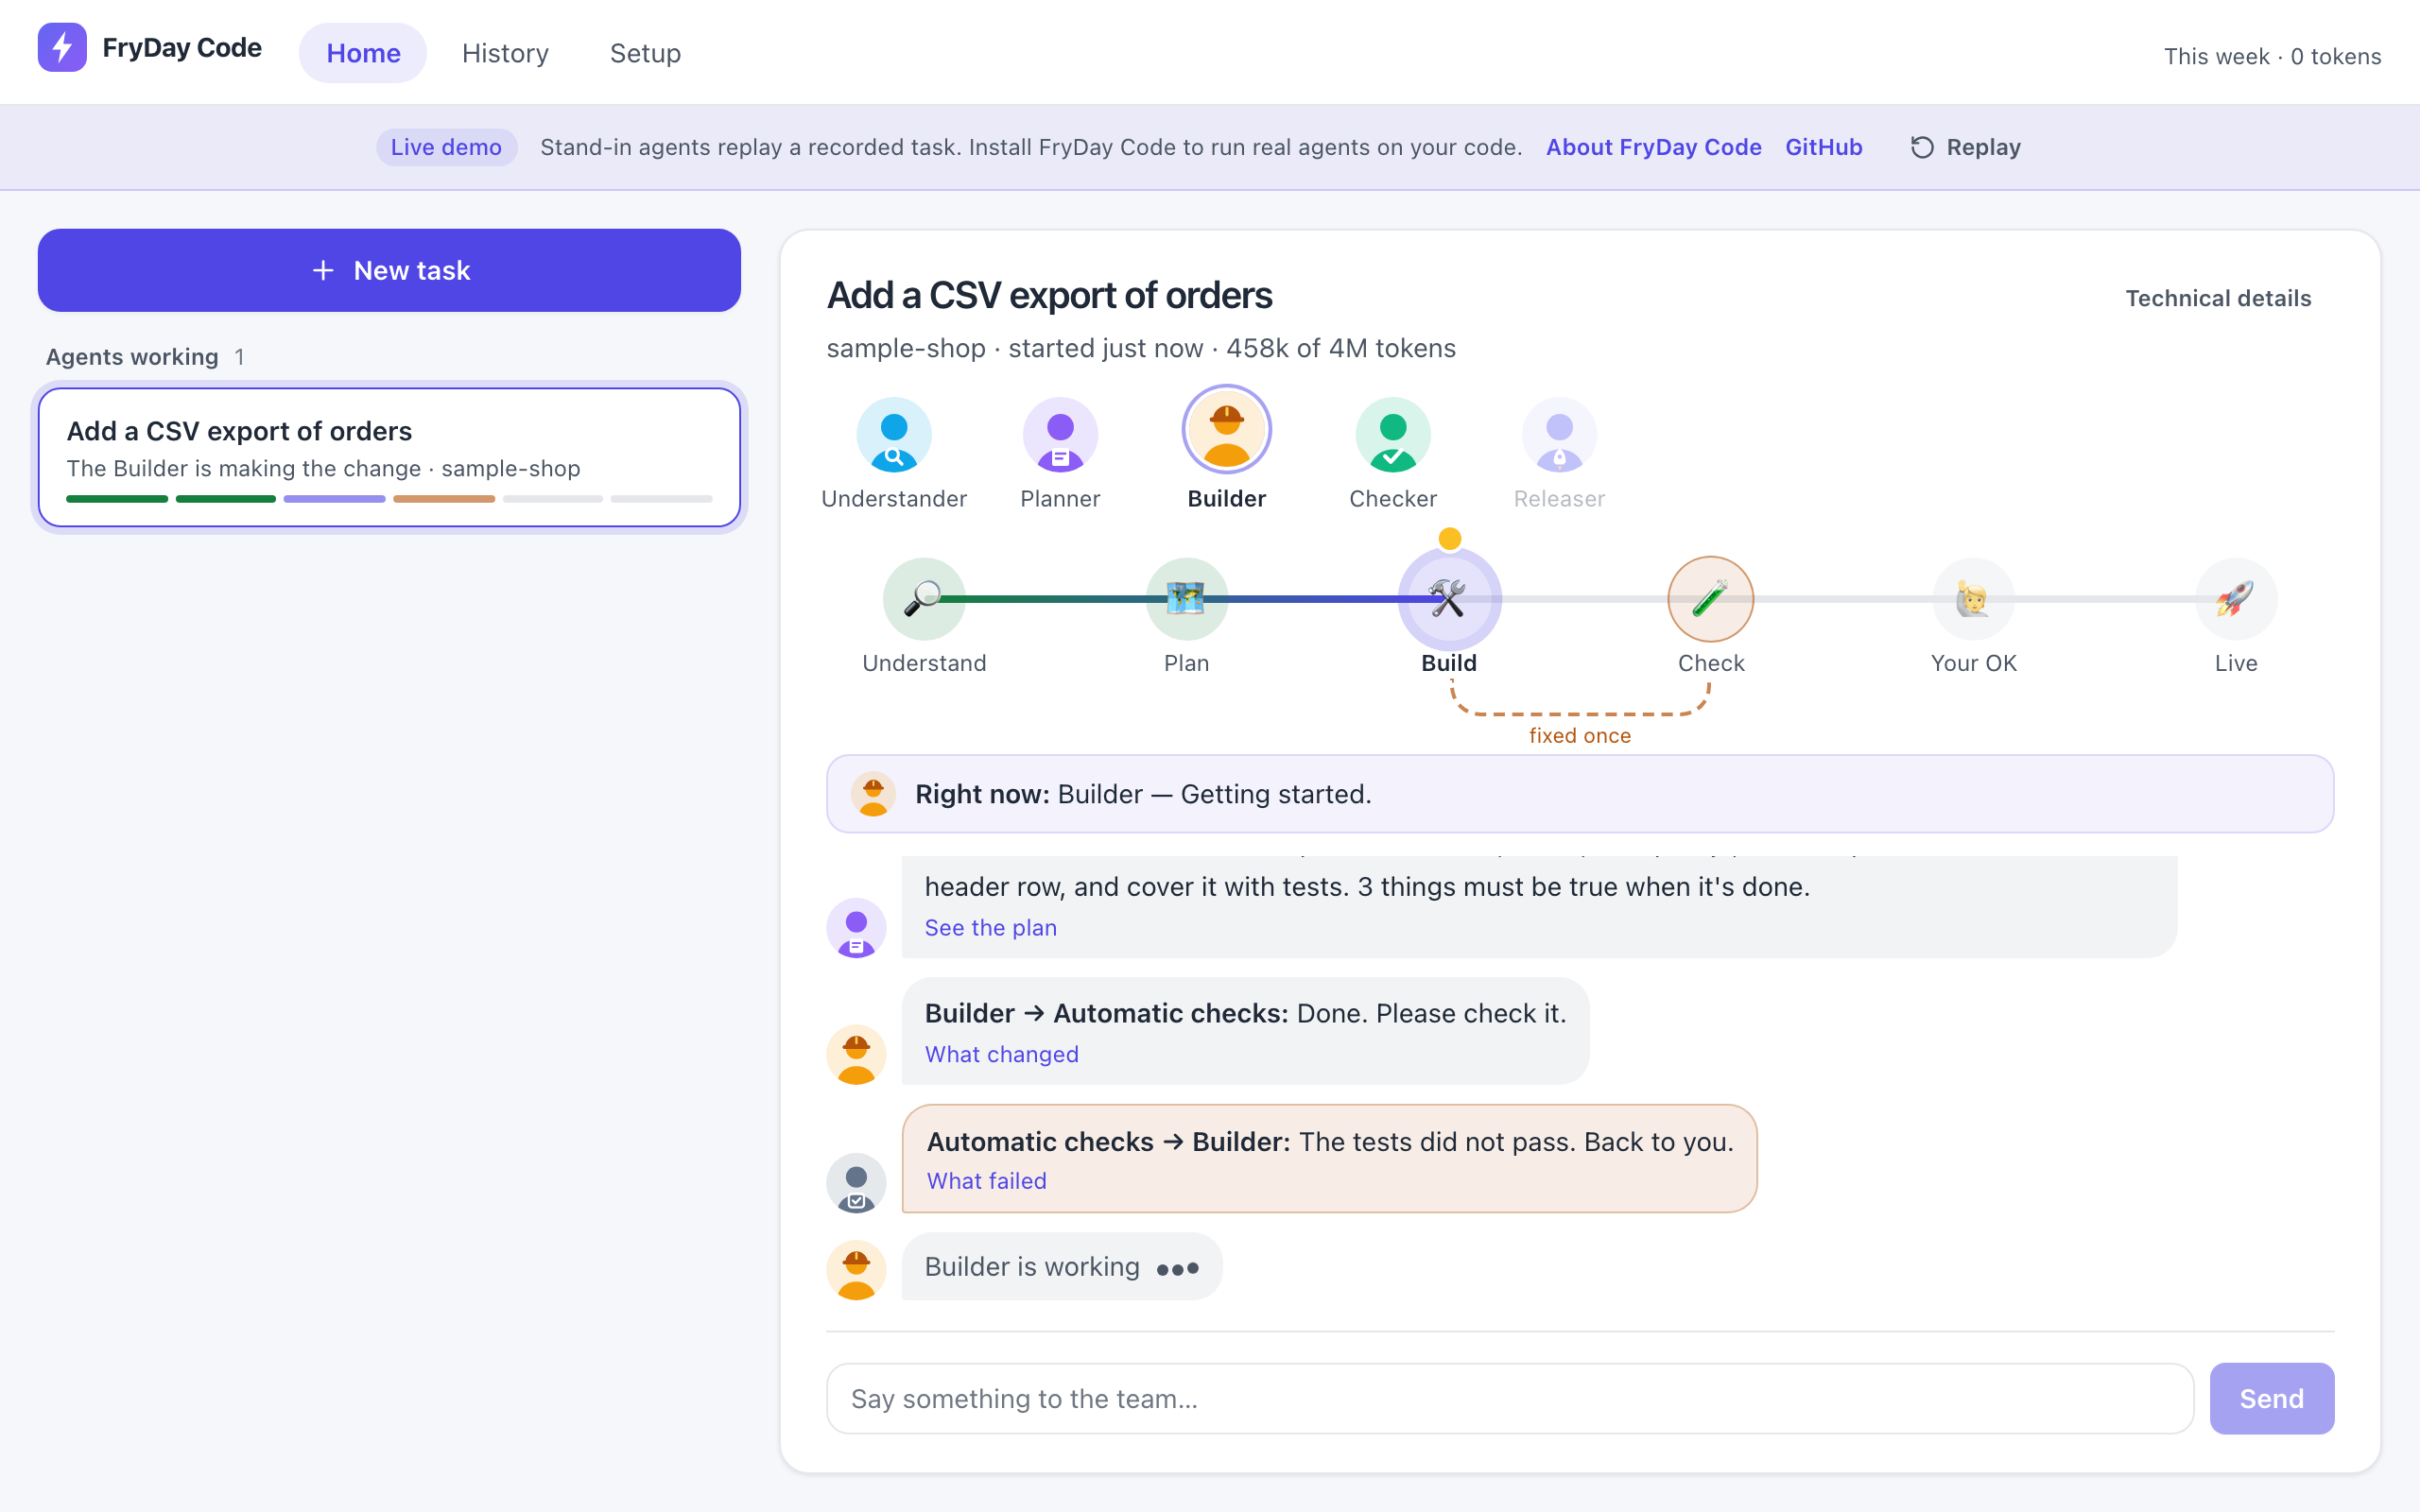 FryDay Code
Home
History
Setup
This week · 0 tokens
Live demo
Stand-in agents replay a recorded task. Install FryDay Code to run real agents on your code.
About FryDay Code
GitHub
Replay
New task
Agents working 1
Add a CSV export of orders
The Builder is making the change · sample-shop
Add a CSV export of orders
Technical details
sample-shop · started just now · 458k of 4M tokens
Understander
Planner
Builder
Checker
Releaser
Understand
Plan
Build
Check
Your OK
Live
fixed once
Right now: Builder — Getting started.
header row, and cover it with tests. 3 things must be true when it's done.
See the plan
Builder → Automatic checks: Done. Please check it.
What changed
Automatic checks → Builder: The tests did not pass. Back to you.
What failed
Builder is working
Say something to the team...
Send